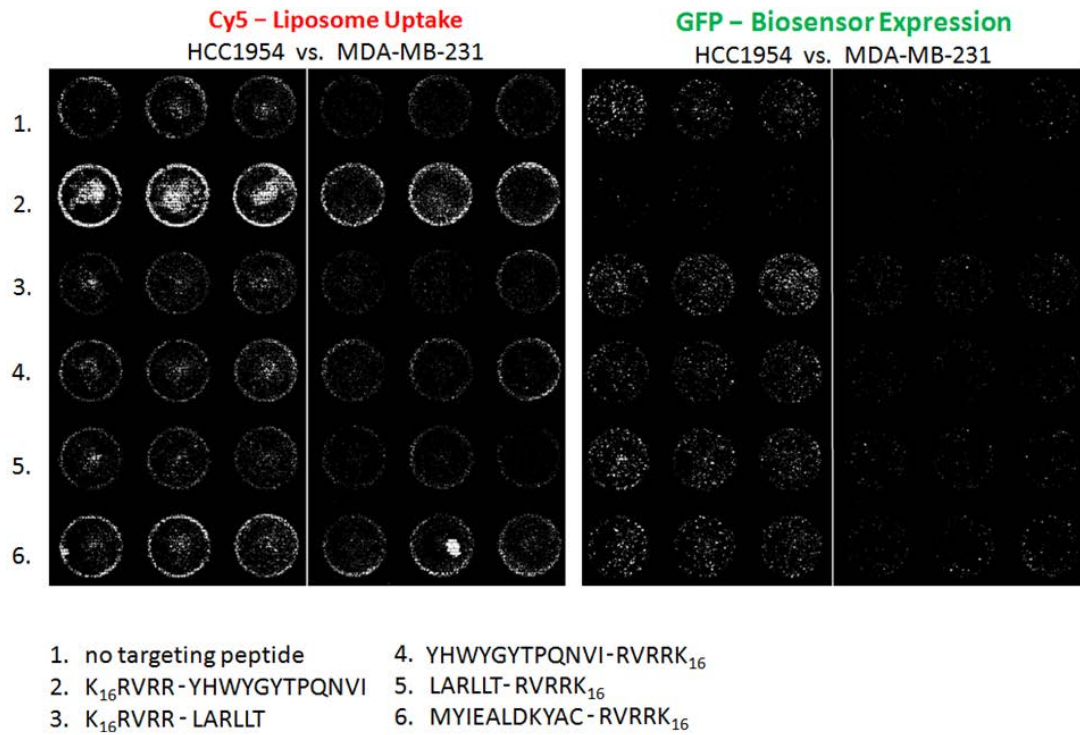 Cy5 – Liposome Uptake
HCC1954 vs. MDA-MB-231
GFP – Biosensor Expression
HCC1954 vs. MDA-MB-231
1.
2.
3.
4.
5.
6.
1. no targeting peptide
2. K₁₆RVRR-YHWYGYTPQNVI
3. K₁₆RVRR-LARLLT
4. YHWYGYTPQNVI-RVRRK₁₆
5. LARLLT-RVRRK₁₆
6. MYIEALDKYAC-RVRRK₁₆